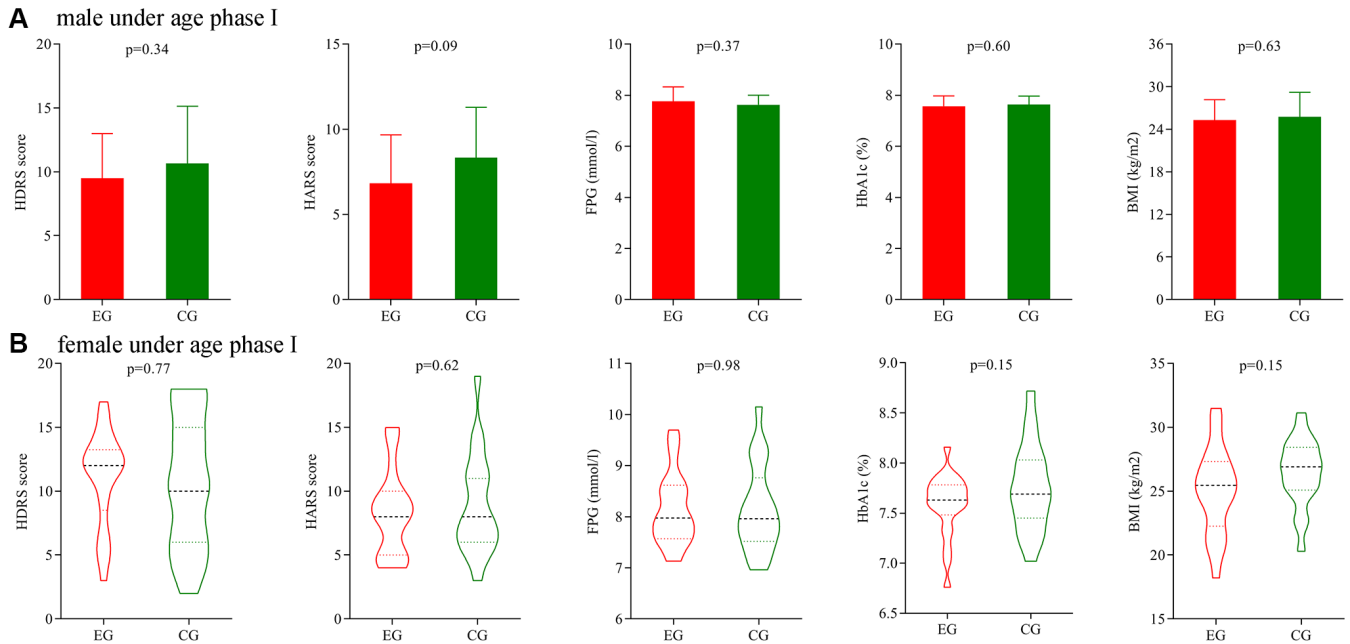 A male under age phase I
p=0.34
HDRS score
20
15
10
5
0
EG CG
p=0.09
HARS score
15
10
5
0
EG CG
p=0.37
FPG (mmol/l)
10
8
6
4
2
0
EG CG
p=0.60
HbA1c (%)
10
8
6
4
2
0
EG CG
p=0.63
BMI (kg/m2)
36
30
24
18
12
6
0
EG CG
B female under age phase I
p=0.77
HDRS score
20
15
10
5
0
EG CG
p=0.62
HARS score
20
15
10
5
0
EG CG
p=0.98
FPG (mmol/l)
11
10
9
8
7
6
EG CG
p=0.15
HbA1c (%)
9.0
8.5
8.0
7.5
7.0
6.5
EG CG
p=0.15
BMI (kg/m2)
35
30
25
20
15
EG CG